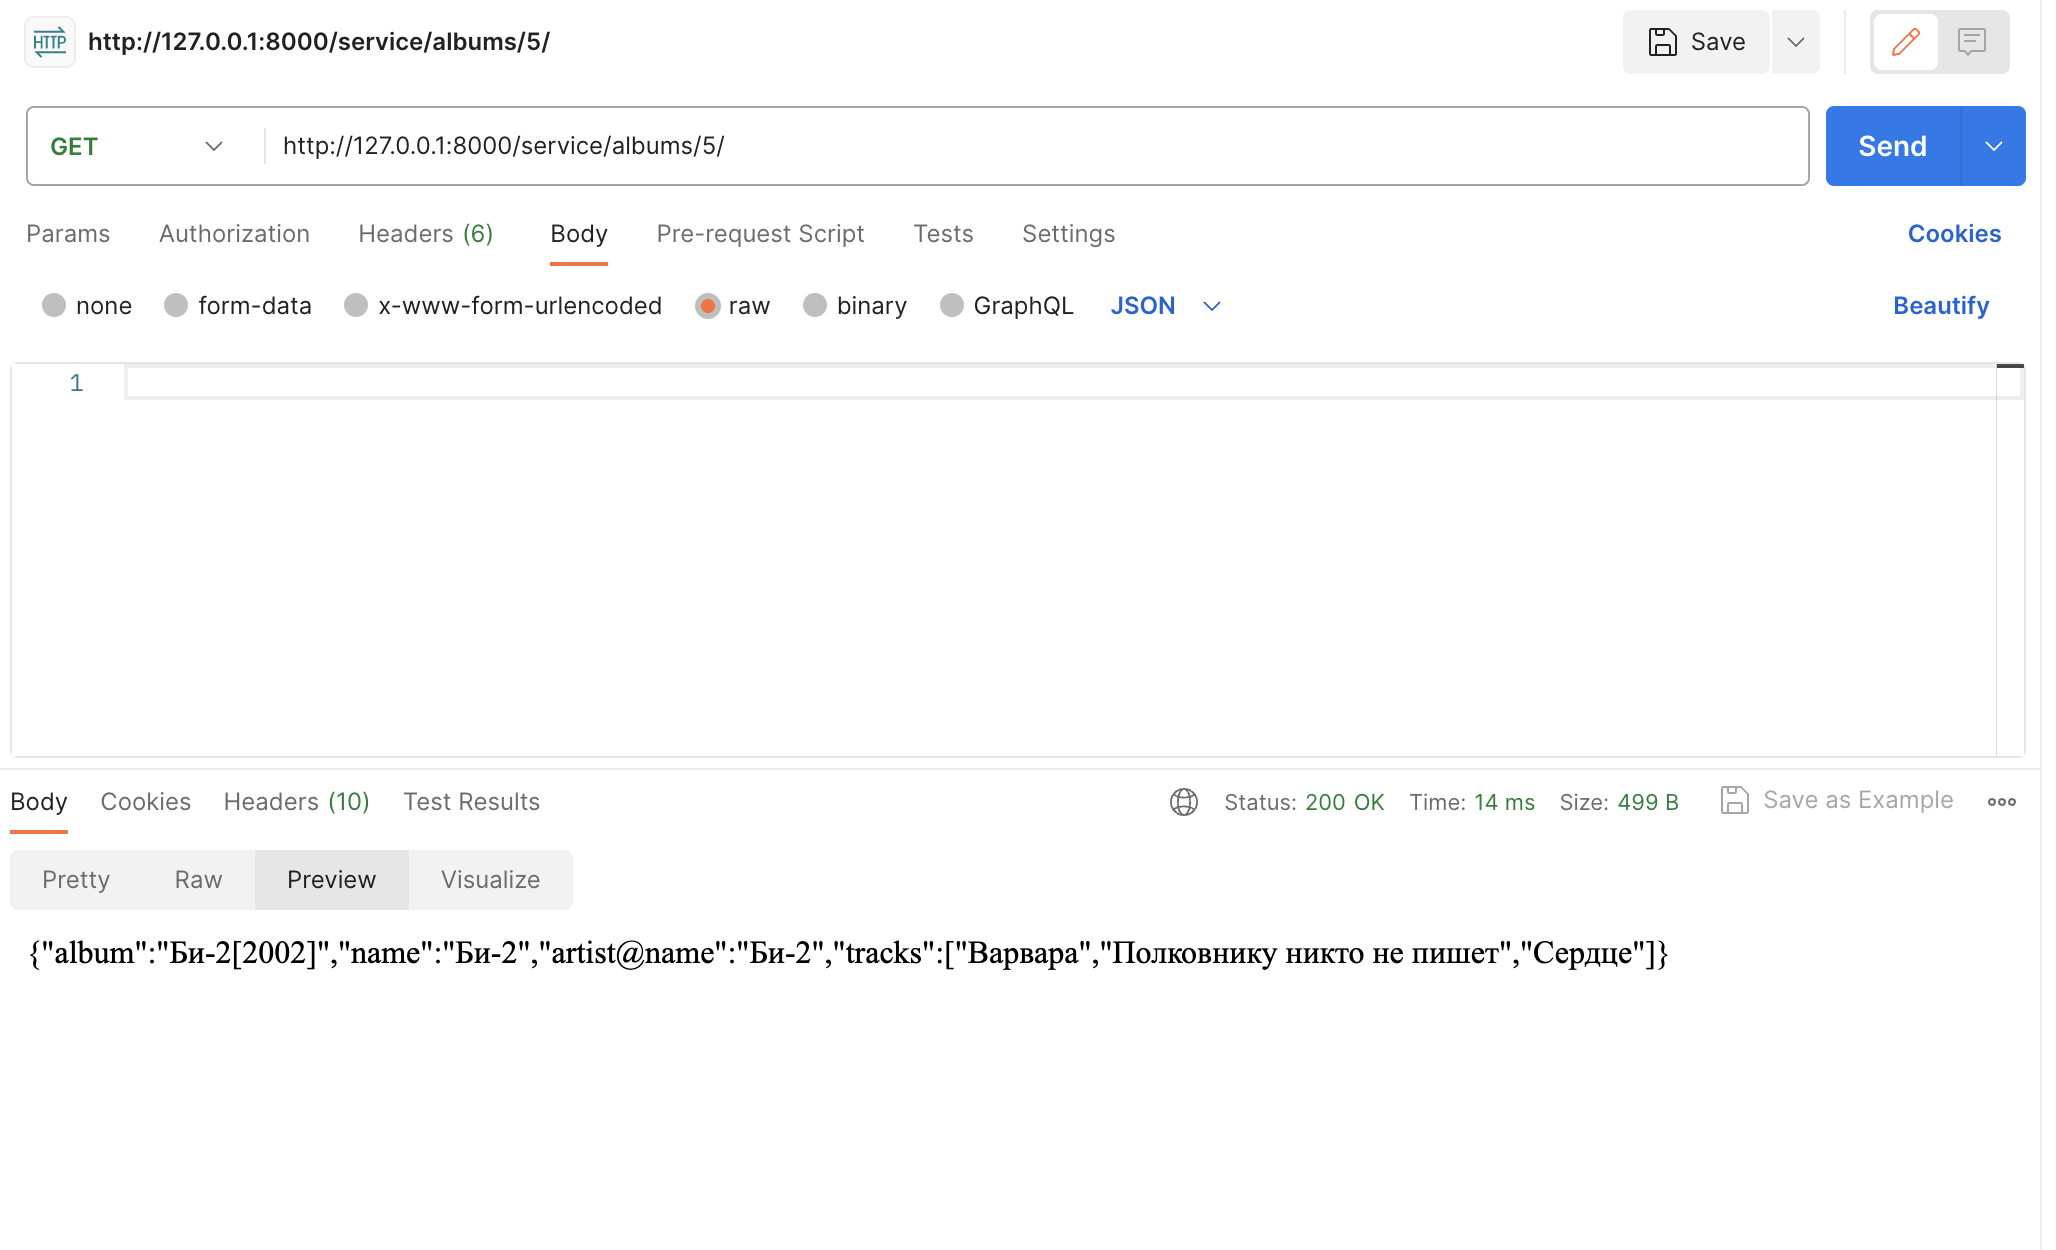 HTTP http://127.0.0.1:8000/service/albums/5/ Save
GET http://127.0.0.1:8000/service/albums/5/ Send
Params Authorization Headers (6) Body Pre-request Script Tests Settings Cookies
none form-data x-www-form-urlencoded raw binary GraphQL JSON Beautify
1
Body Cookies Headers (10) Test Results Status: 200 OK Time: 14 ms Size: 499 B Save as Example
Pretty Raw Preview Visualize
{"album":"Би-2[2002]","name":"Би-2","artist@name":"Би-2","tracks":["Варвара","Полковнику никто не пишет","Сердце"]}